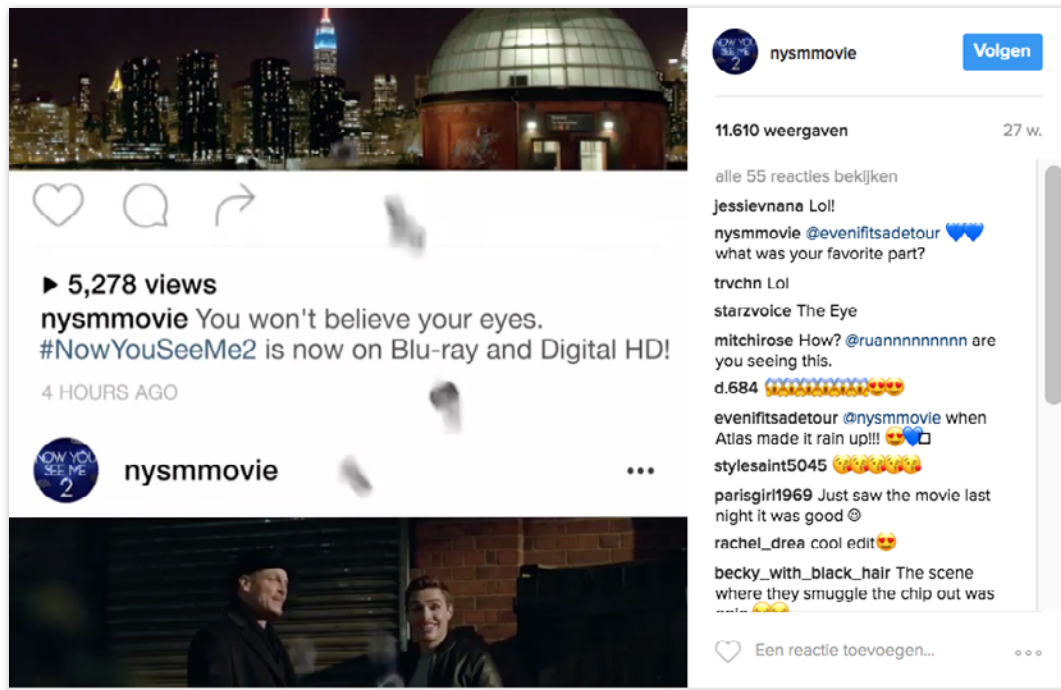 ▶ 5,278 views
nysmmovie You won't believe your eyes.
#NowYouSeeMe2 is now on Blu-ray and Digital HD!
4 HOURS AGO
NOW YOU
SEE ME
2
nysmmovie
NOW YOU
SEE ME
2
nysmmovie
Volgen
11.610 weergaven
27 w.
alle 55 reacties bekijken
jessievnana Lol!
nysmmovie @evenifitsadetour 💙💙
what was your favorite part?
trvchn Lol
starzvoice The Eye
mitchirose How? @ruannnnnnnnn are
you seeing this.
d.684 😱😱😱😱😱😱😱😍😍
evenifitsadetour @nysmmovie when
Atlas made it rain up!!! 😍💙□
stylesaint5045 😘😘😘😘😘
parisgirl1969 Just saw the movie last
night it was good ☺
rachel_drea cool edit😍
becky_with_black_hair The scene
where they smuggle the chip out was
Een reactie toevoegen...